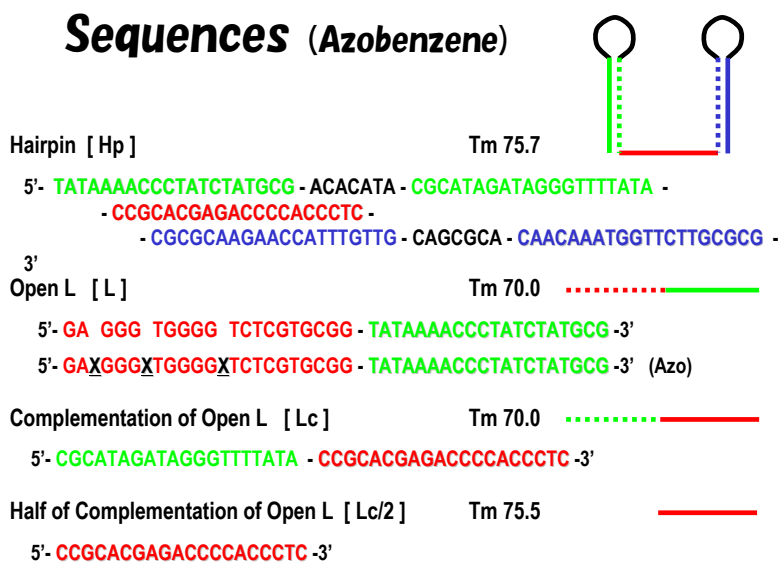 Sequences (Azobenzene)
Hairpin [ Hp ] Tm 75.7
5'- TATAAAACCCTATCTATGCG - ACACATA - CGCATAGATAGGGTTTTATA -
- CCGCACGAGACCCCACCCTC -
- CGCGCAAGAACCATTTGTTG - CAGCGCA - CAACAAATGGTTCTTGCGCG -
3'
Open L [ L ] Tm 70.0
5'- GA GGG TGGGG TCTCGTGCGG - TATAAAACCCTATCTATGCG -3'
5'- GAXGGGXTGGGGXTCTCGTGCGG - TATAAAACCCTATCTATGCG -3' (Azo)
Complementation of Open L [ Lc ] Tm 70.0
5'- CGCATAGATAGGGTTTTATA - CCGCACGAGACCCCACCCTC -3'
Half of Complementation of Open L [ Lc/2 ] Tm 75.5
5'- CCGCACGAGACCCCACCCTC -3'